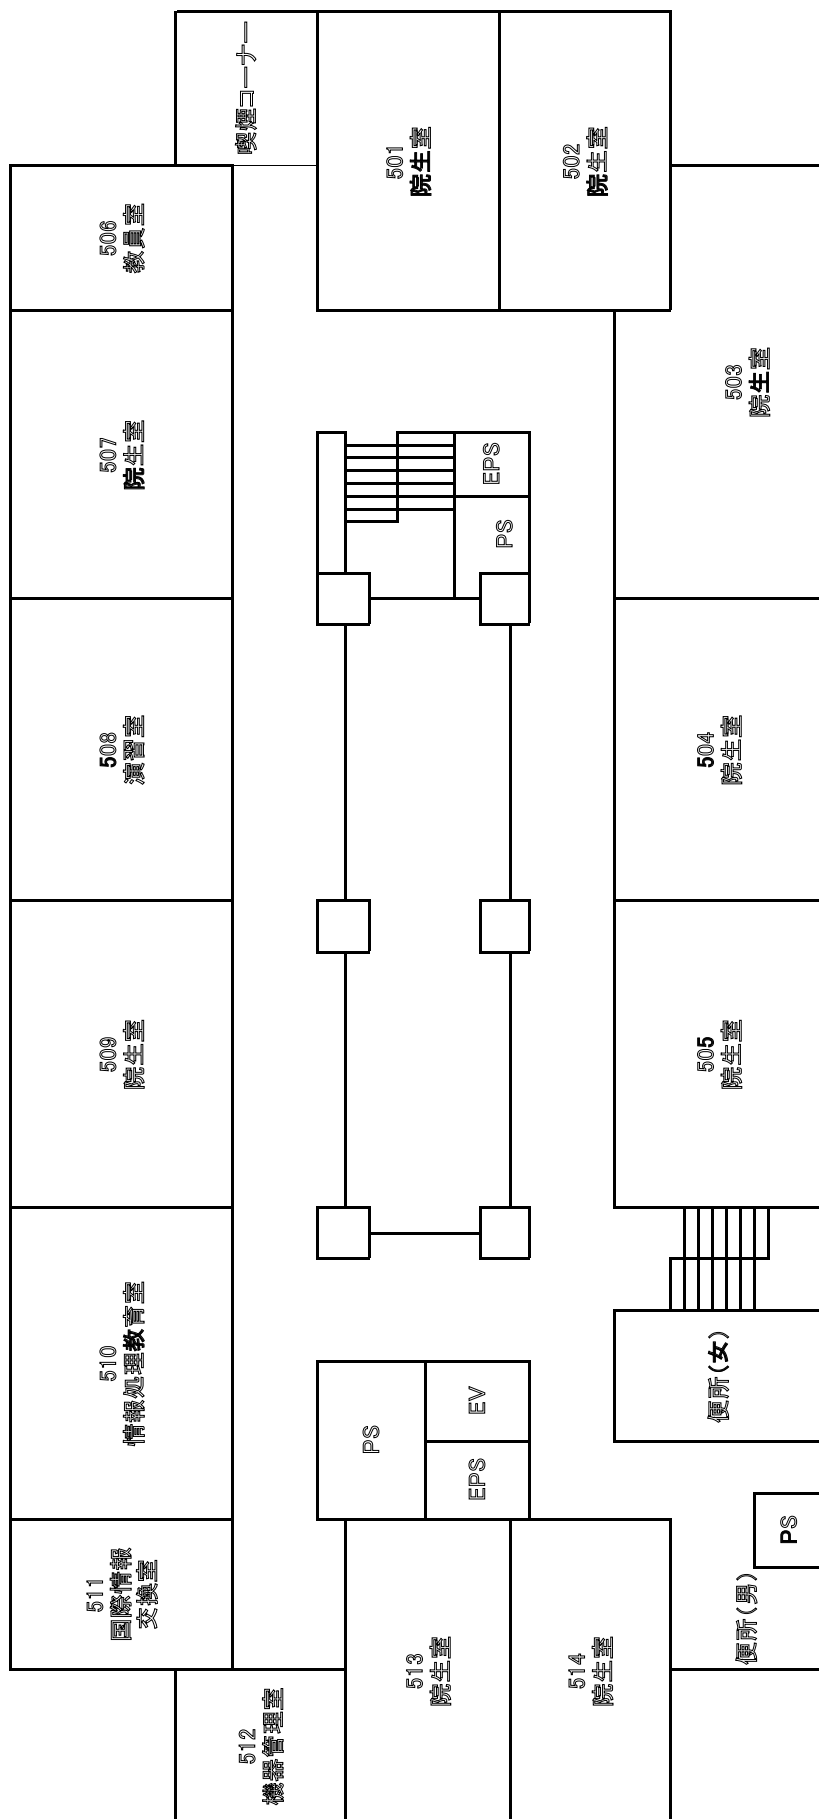 喫煙コーナー
501
院生室
502
院生室
503
院生室
504
院生室
505
院生室
506
教員室
507
院生室
508
演習室
509
院生室
510
情報処理教育室
511
国際情報
交換室
512
機器管理室
513
院生室
514
院生室
EPS
PS
PS
EV
EPS
便所(女)
PS
便所(男)